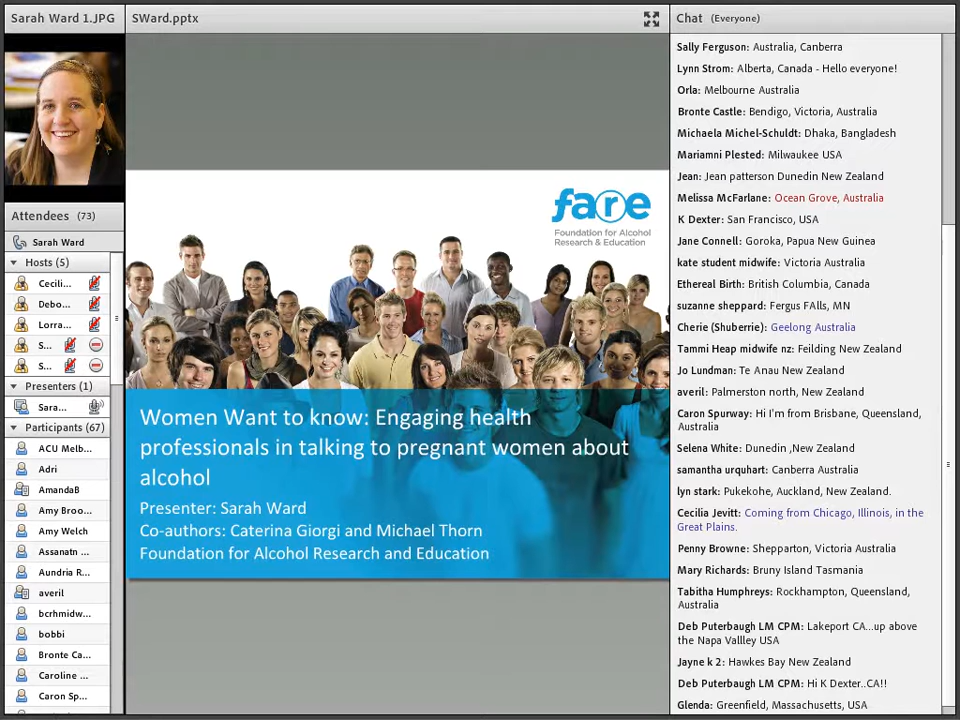 Sarah Ward 1.JPG
SWard.pptx
Chat (Everyone)
Attendees (73)
Sarah Ward
Hosts (5)
Cecili...
Debo...
Lorra...
S...
S...
Presenters (1)
Sara...
Participants (67)
ACU Melb...
Adri
AmandaB
Amy Broo...
Amy Welch
Assanatn ...
Aundria R...
averil
bcrhmidw...
bobbi
Bronte Ca...
Caroline ...
Caron Sp...
fare
Foundation for Alcohol
Research & Education
Women Want to know: Engaging health
professionals in talking to pregnant women about
alcohol
Presenter: Sarah Ward
Co-authors: Caterina Giorgi and Michael Thorn
Foundation for Alcohol Research and Education
Sally Ferguson: Australia, Canberra
Lynn Strom: Alberta, Canada - Hello everyone!
Orla: Melbourne Australia
Bronte Castle: Bendigo, Victoria, Australia
Michaela Michel-Schuldt: Dhaka, Bangladesh
Mariamni Plested: Milwaukee USA
Jean: Jean patterson Dunedin New Zealand
Melissa McFarlane: Ocean Grove, Australia
K Dexter: San Francisco, USA
Jane Connell: Goroka, Papua New Guinea
kate student midwife: Victoria Australia
Ethereal Birth: British Columbia, Canada
suzanne sheppard: Fergus FAlls, MN
Cherie (Shuberrie): Geelong Australia
Tammi Heap midwife nz: Feilding New Zealand
Jo Lundman: Te Anau New Zealand
averil: Palmerston north, New Zealand
Caron Spurway: Hi I'm from Brisbane, Queensland,
Australia
Selena White: Dunedin ,New Zealand
samantha urquhart: Canberra Australia
lyn stark: Pukekohe, Auckland, New Zealand.
Cecilia Jevitt: Coming from Chicago, Illinois, in the
Great Plains.
Penny Browne: Shepparton, Victoria Australia
Mary Richards: Bruny Island Tasmania
Tabitha Humphreys: Rockhampton, Queensland,
Australia
Deb Puterbaugh LM CPM: Lakeport CA...up above
the Napa Vallley USA
Jayne k 2: Hawkes Bay New Zealand
Deb Puterbaugh LM CPM: Hi K Dexter..CA!!
Glenda: Greenfield, Massachusetts, USA